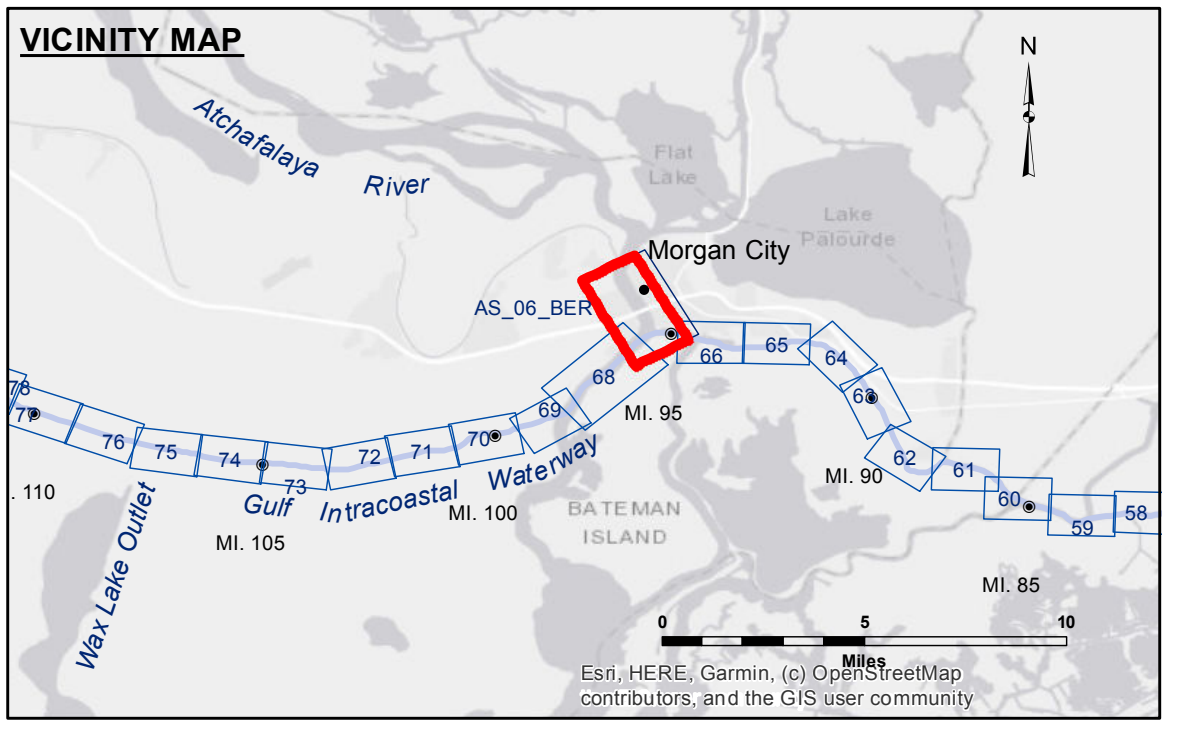 VICINITY MAP
N
Atchafalaya
River
Flat
Lake
Lake
Palourde
Morgan City
AS_06_BER
66
65
64
63
62
61
60
59
58
68
69
70
71
72
73
74
75
76
77
78
MI. 95
MI. 90
MI. 85
MI. 100
MI. 105
. 110
Gulf Intracoastal Waterway
Wax Lake Outlet
BATEMAN
ISLAND
0 5 10
Miles
Esri, HERE, Garmin, (c) OpenStreetMap
contributors, and the GIS user community